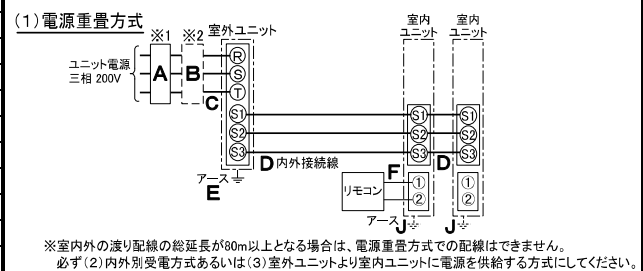 (1)電源重畳方式
※1 ※2 室外ユニット 室内ユニット 室内ユニット
ユニット電源
三相 200V
A B C
R
S
T
S1 S1 S1
S2 S2 S2
S3 S3 S3
D 内外接続線 D
アース E
リモコン F
① ①
② ②
アース J J
※室内外の渡り配線の総延長が80m以上となる場合は、電源重畳方式での配線はできません。
必ず(2)内外別受電方式あるいは(3)室外ユニットより室内ユニットに電源を供給する方式にしてください。